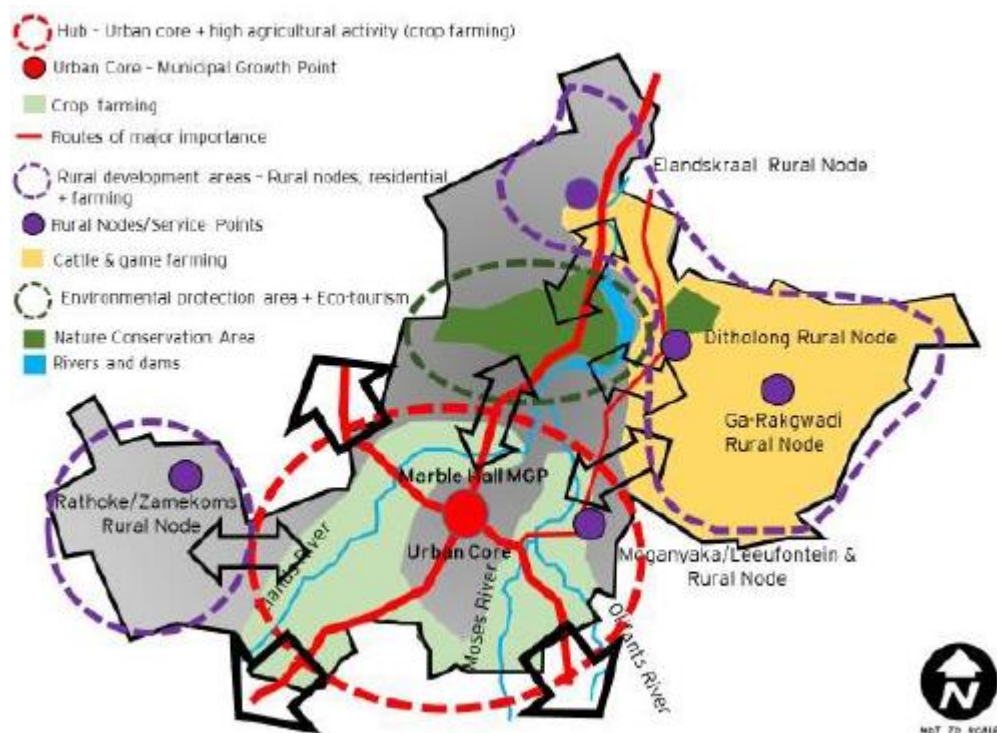 Hub - Urban core + high agricultural activity (crop farming)
Urban Core - Municipal Growth Point
Crop farming
Routes of major importance
Rural development areas - Rural nodes, residential
+ farming
Rural Nodes/Service Points
Cattle & game farming
Environmental protection area + Eco-tourism
Nature Conservation Area
Rivers and dams
Elandskraal Rural Node
Ditholong Rural Node
Ga-Rakgwadi
Rural Node
Marble Hall MGP
Urban Core
Rathoke/Zamekoms
Rural Node
Moganyaka/Leeufontein &
Rural Node
Elands River
Moses River
Olifants River
N
NOT TO SCALE